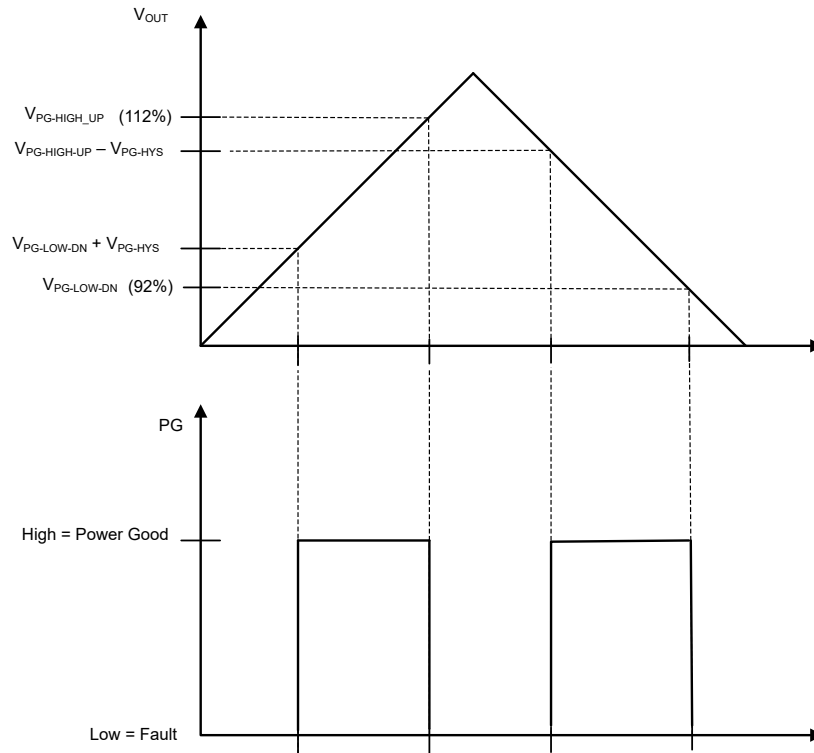 VOUT
VPG-HIGH_UP (112%)
VPG-HIGH-UP – VPG-HYS
VPG-LOW-DN + VPG-HYS
VPG-LOW-DN (92%)
PG
High = Power Good
Low = Fault